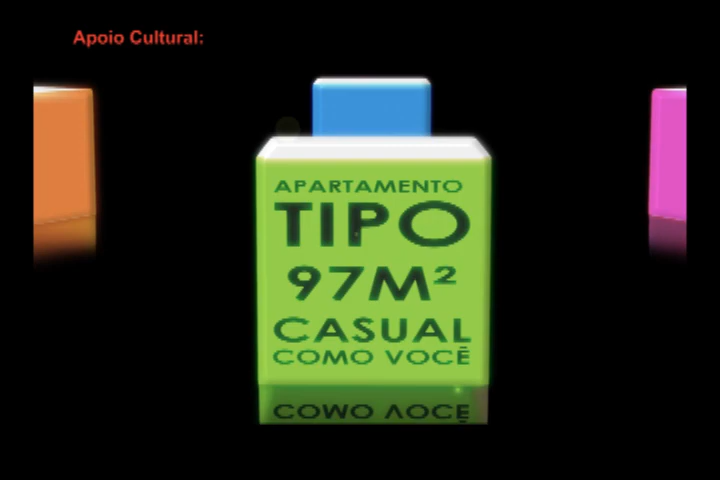 Apoio Cultural:
APARTAMENTO
TIPO
97M²
CASUAL
COMO VOCÊ